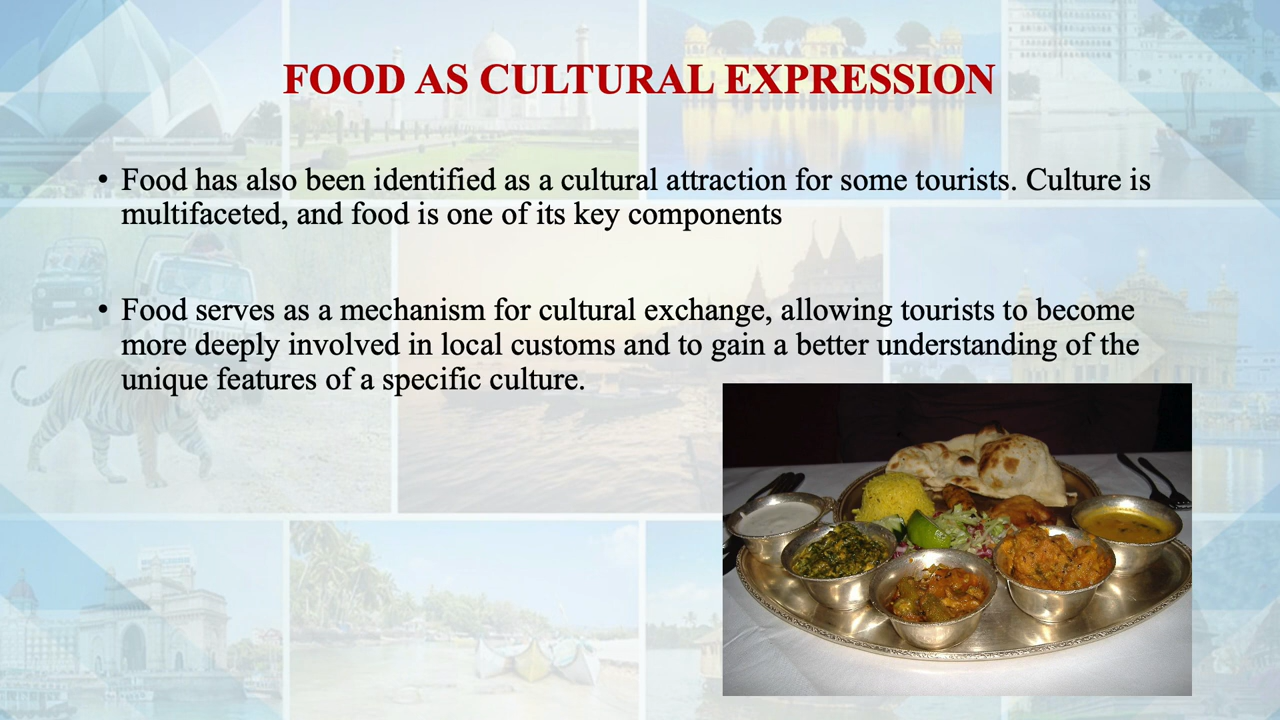 FOOD AS CULTURAL EXPRESSION
• Food has also been identified as a cultural attraction for some tourists. Culture is
multifaceted, and food is one of its key components
• Food serves as a mechanism for cultural exchange, allowing tourists to become
more deeply involved in local customs and to gain a better understanding of the
unique features of a specific culture.